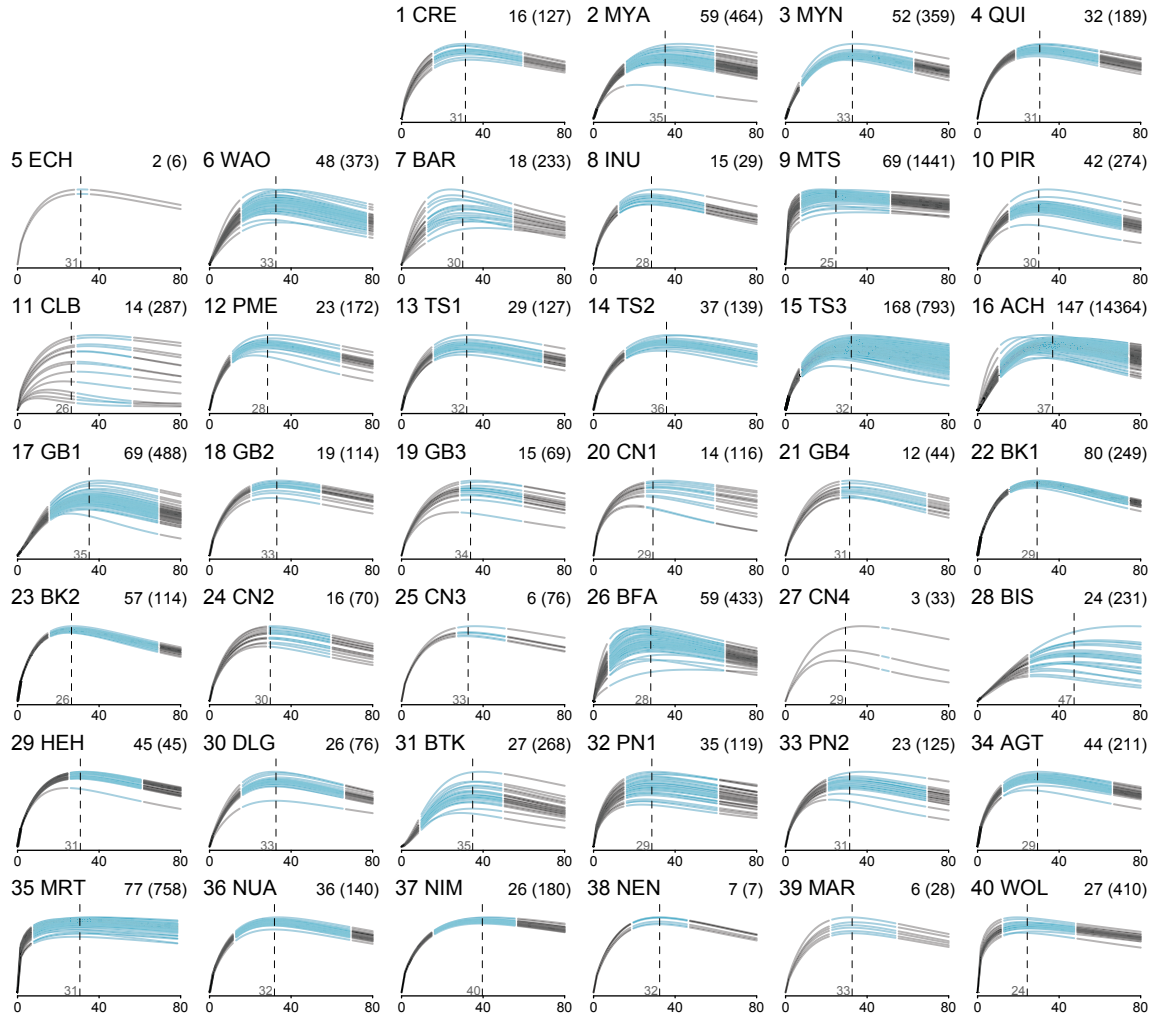 1 CRE 16 (127) 2 MYA 59 (464) 3 MYN 52 (359) 4 QUI 32 (189)
31 35 33 31
0 40 80 0 40 80 0 40 80 0 40 80
5 ECH 2 (6) 6 WAO 48 (373) 7 BAR 18 (233) 8 INU 15 (29) 9 MTS 69 (1441) 10 PIR 42 (274)
31 33 30 28 25 30
0 40 80 0 40 80 0 40 80 0 40 80 0 40 80 0 40 80
11 CLB 14 (287) 12 PME 23 (172) 13 TS1 29 (127) 14 TS2 37 (139) 15 TS3 168 (793) 16 ACH 147 (14364)
26 28 32 36 32 37
0 40 80 0 40 80 0 40 80 0 40 80 0 40 80 0 40 80
17 GB1 69 (488) 18 GB2 19 (114) 19 GB3 15 (69) 20 CN1 14 (116) 21 GB4 12 (44) 22 BK1 80 (249)
35 33 34 29 31 29
0 40 80 0 40 80 0 40 80 0 40 80 0 40 80 0 40 80
23 BK2 57 (114) 24 CN2 16 (70) 25 CN3 6 (76) 26 BFA 59 (433) 27 CN4 3 (33) 28 BIS 24 (231)
26 30 33 28 29 47
0 40 80 0 40 80 0 40 80 0 40 80 0 40 80 0 40 80
29 HEH 45 (45) 30 DLG 26 (76) 31 BTK 27 (268) 32 PN1 35 (119) 33 PN2 23 (125) 34 AGT 44 (211)
31 33 35 29 31 29
0 40 80 0 40 80 0 40 80 0 40 80 0 40 80 0 40 80
35 MRT 77 (758) 36 NUA 36 (140) 37 NIM 26 (180) 38 NEN 7 (7) 39 MAR 6 (28) 40 WOL 27 (410)
31 32 40 32 33 24
0 40 80 0 40 80 0 40 80 0 40 80 0 40 80 0 40 80